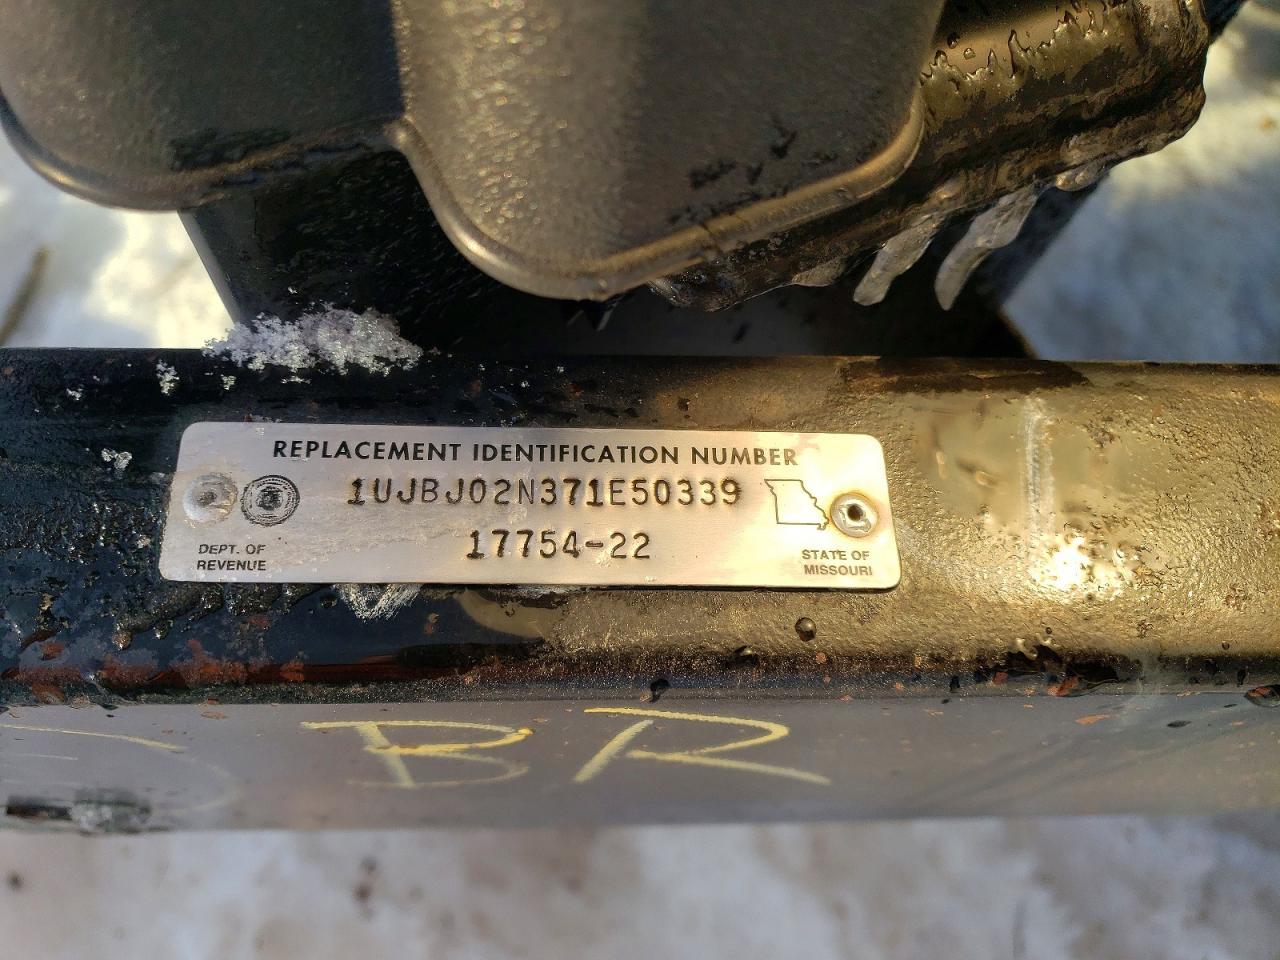 REPLACEMENT IDENTIFICATION NUMBER
1UJBJ02N371E50339
17754-22
DEPT. OF
REVENUE
STATE OF
MISSOURI
BR